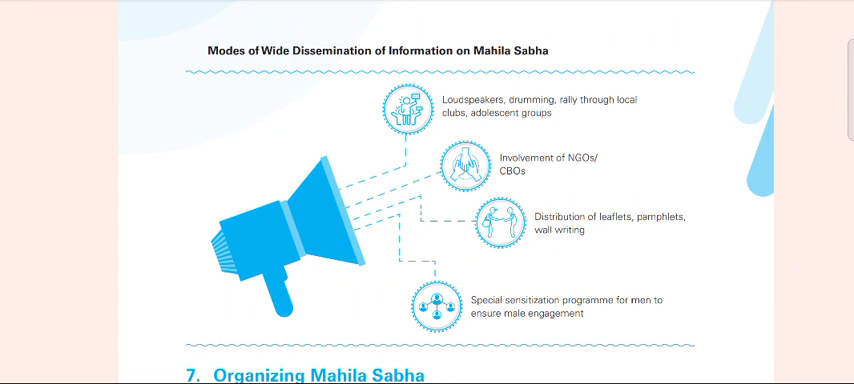 Modes of Wide Dissemination of Information on Mahila Sabha
Loudspeakers, drumming, rally through local
clubs, adolescent groups
Involvement of NGOs/
CBOs
Distribution of leaflets, pamphlets,
wall writing
Special sensitization programme for men to
ensure male engagement
7. Organizing Mahila Sabha